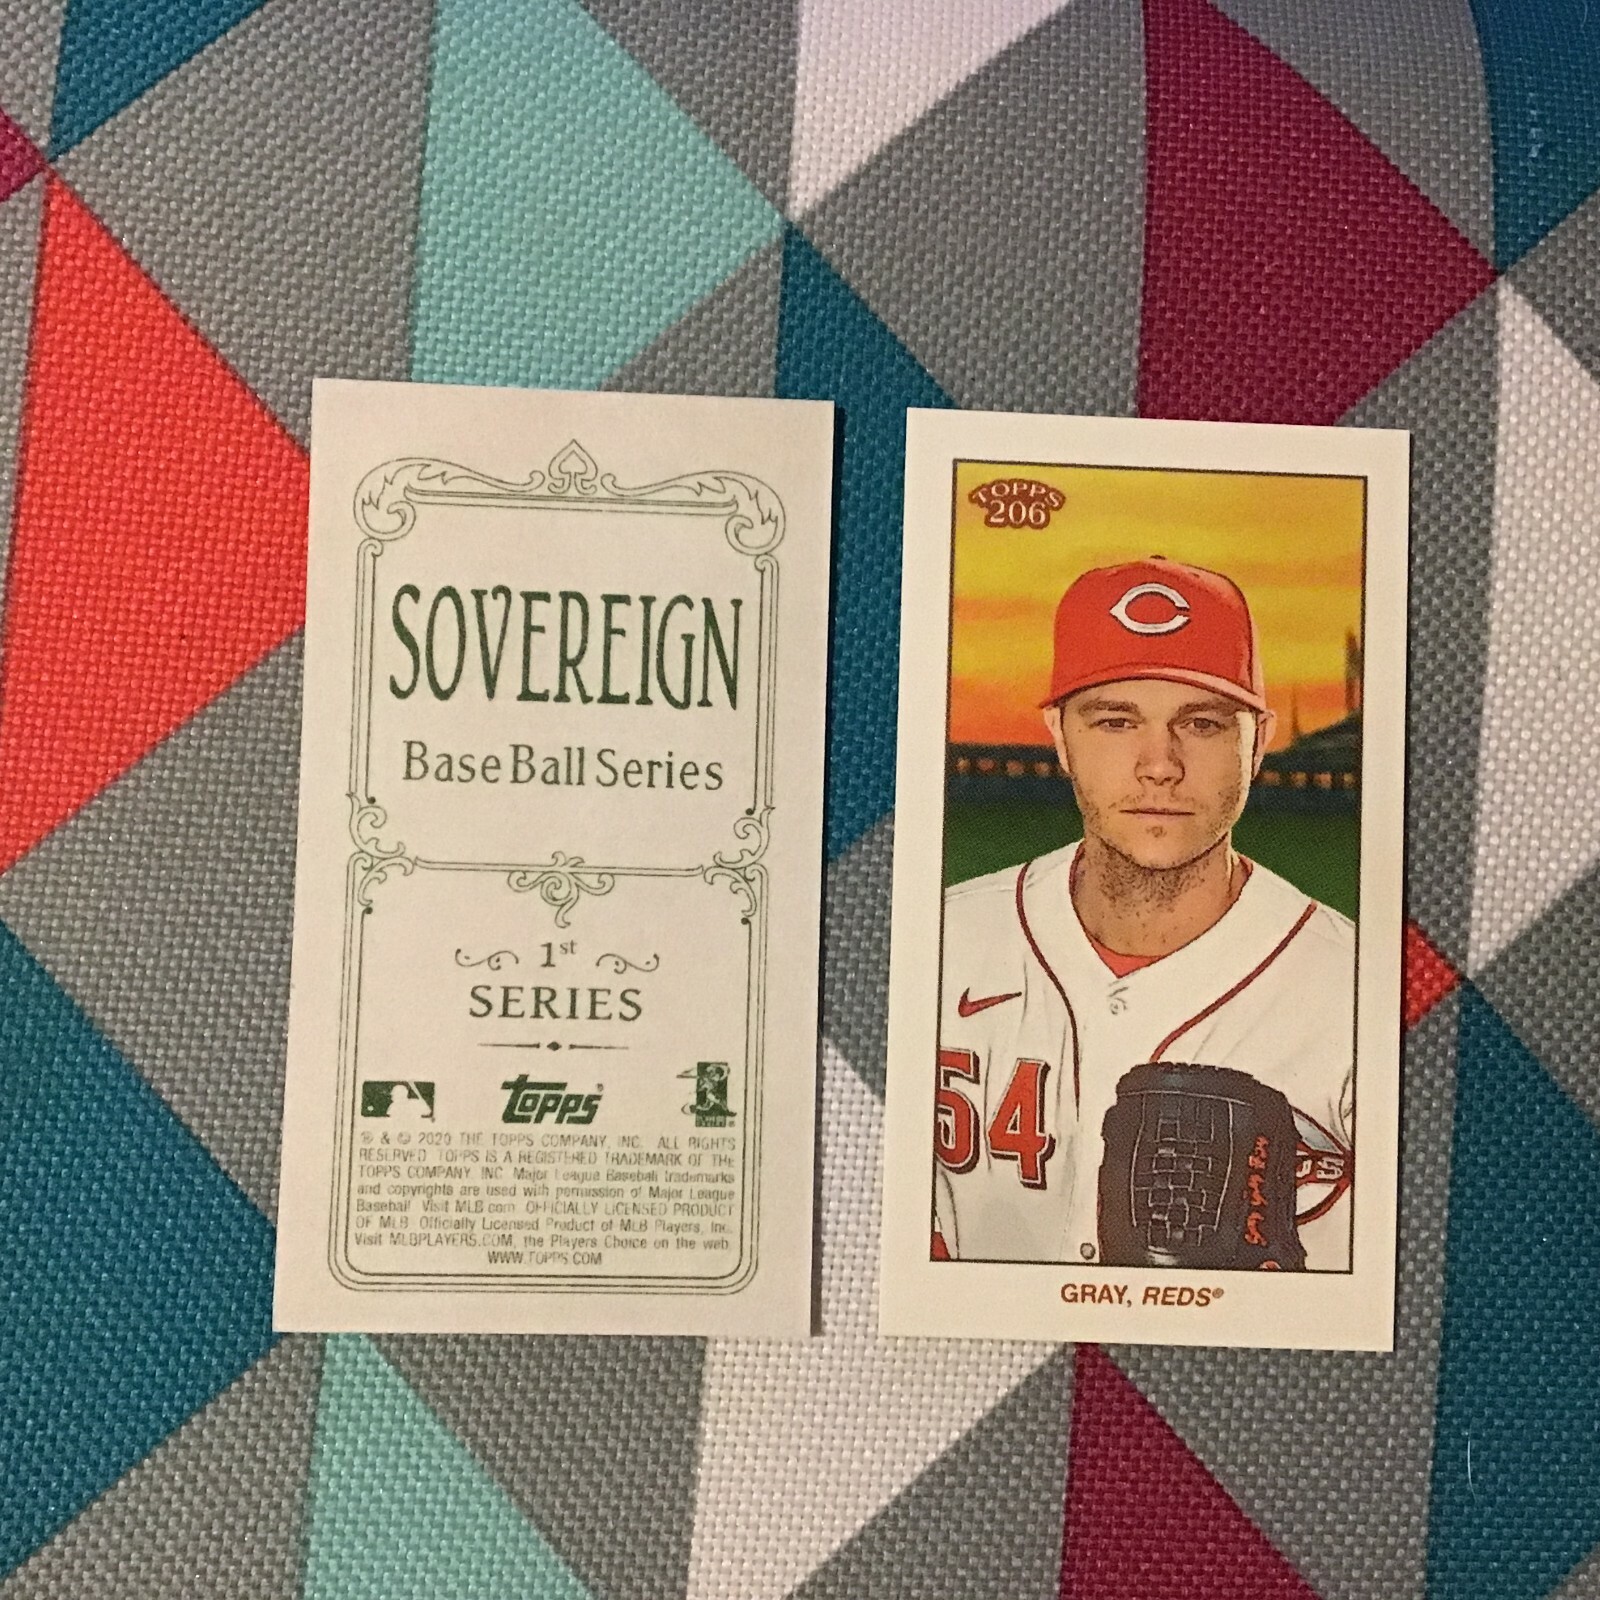 SOVEREIGN
Base Ball Series
1st
SERIES
Topps
® & © 2020 THE TOPPS COMPANY, INC. ALL RIGHTS
RESERVED. TOPPS IS A REGISTERED TRADEMARK OF THE
TOPPS COMPANY, INC. Major League Baseball trademarks
and copyrights are used with permission of Major League
Baseball. Visit MLB.com. OFFICIALLY LICENSED PRODUCT
OF MLB Officially Licensed Product of MLB Players, Inc.
Visit MLBPLAYERS.COM, the Players Choice on the web.
WWW.TOPPS.COM
TOPPS
206
54
GRAY, REDS®